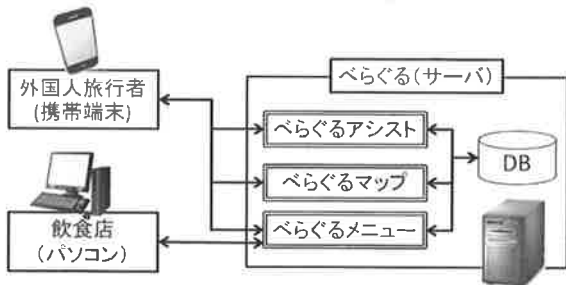 べらぐる(サーバ)
外国人旅行者
(携帯端末)
べらぐるアシスト
DB
べらぐるマップ
飲食店
(パソコン)
べらぐるメニュー